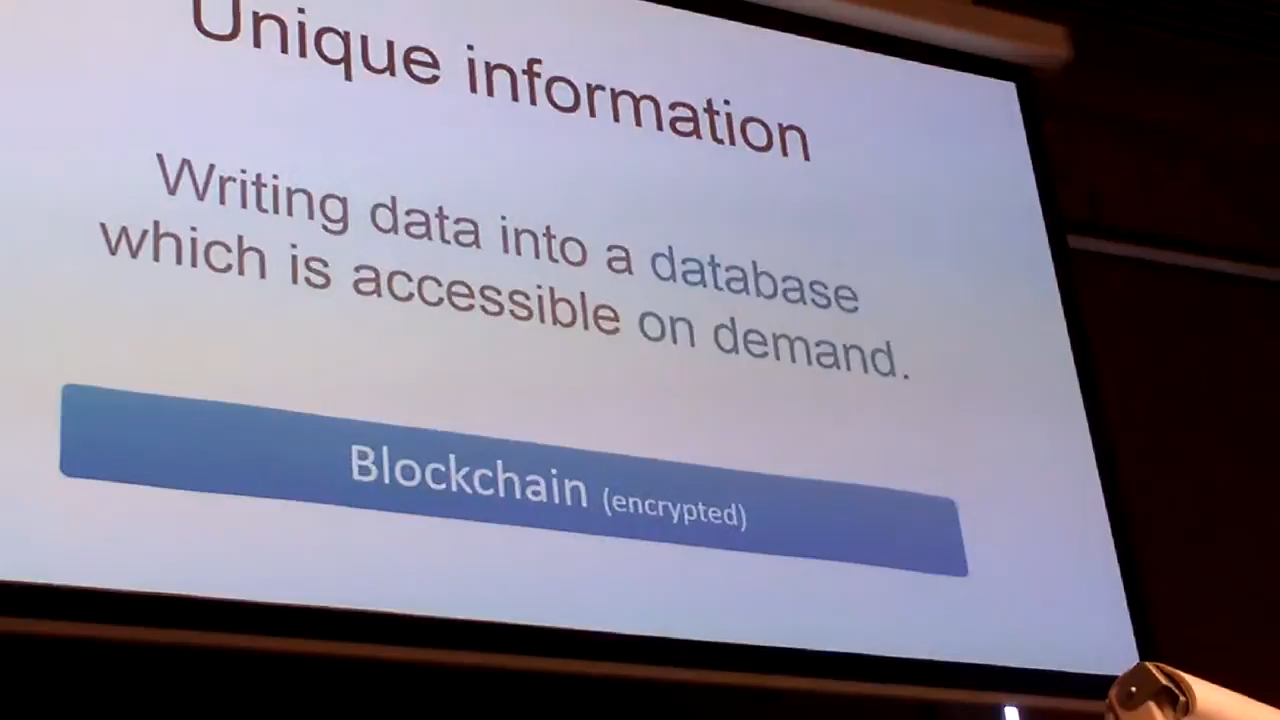 Unique information
Writing data into a database
which is accessible on demand.
Blockchain (encrypted)